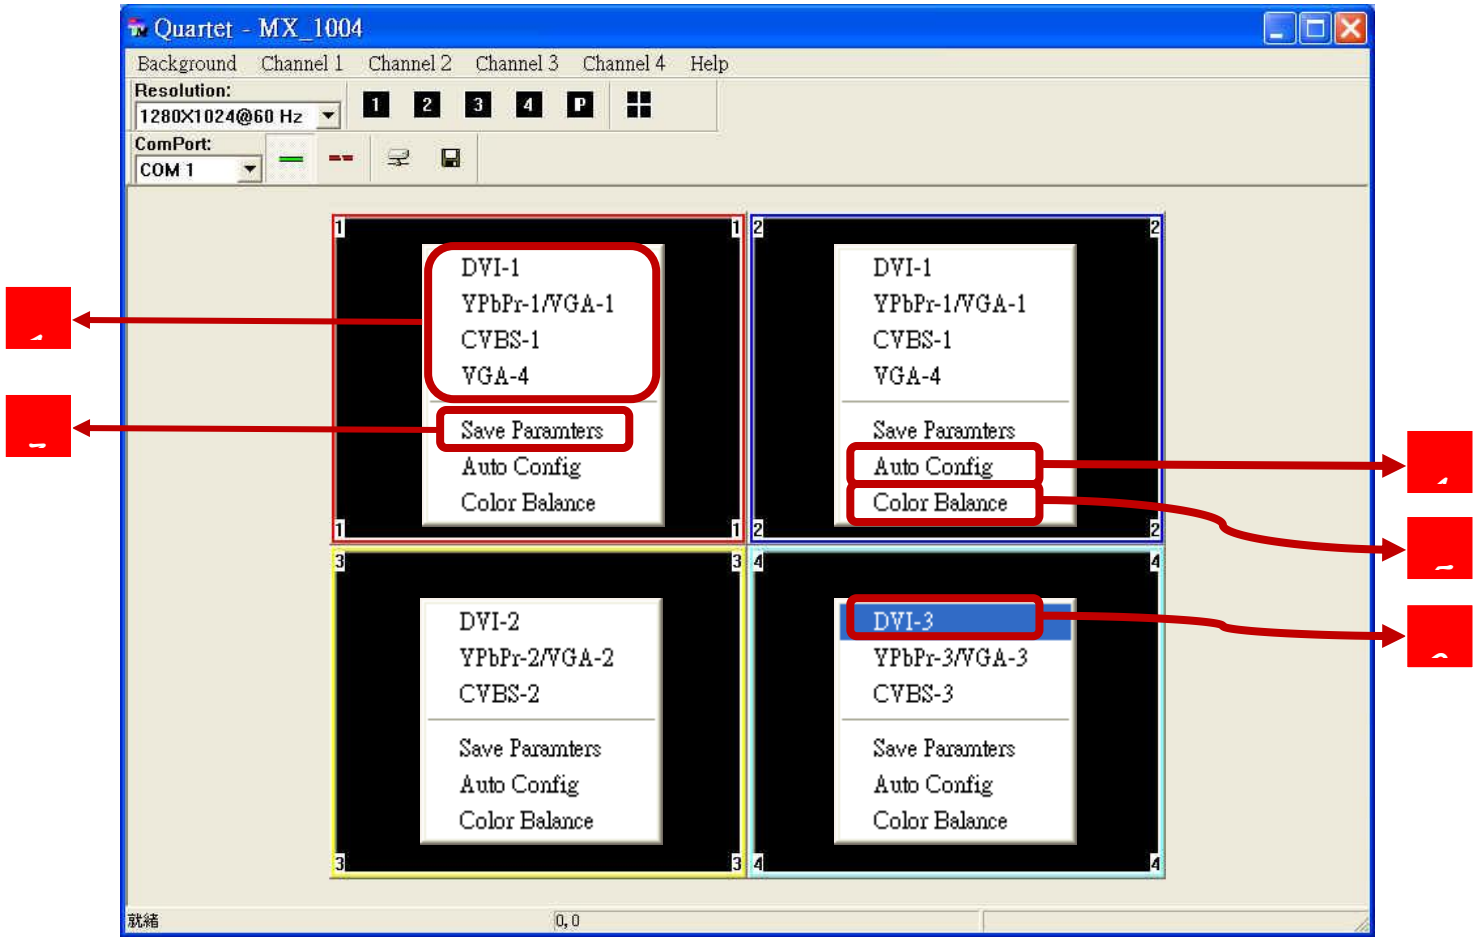 Quartet - MX_1004
Background Channel 1 Channel 2 Channel 3 Channel 4 Help
Resolution:
1280X1024@60 Hz 1 2 3 4 P
ComPort:
COM 1
1 1 2 2
DVI-1 DVI-1
YPbPr-1/VGA-1 YPbPr-1/VGA-1
CVBS-1 CVBS-1
VGA-4 VGA-4
Save Paramters Save Paramters
Auto Config Auto Config
Color Balance Color Balance
1 1 2 2
3 3 4 4
DVI-2 DVI-3
YPbPr-2/VGA-2 YPbPr-3/VGA-3
CVBS-2 CVBS-3
Save Paramters Save Paramters
Auto Config Auto Config
Color Balance Color Balance
3 3 4 4
就緒 0, 0